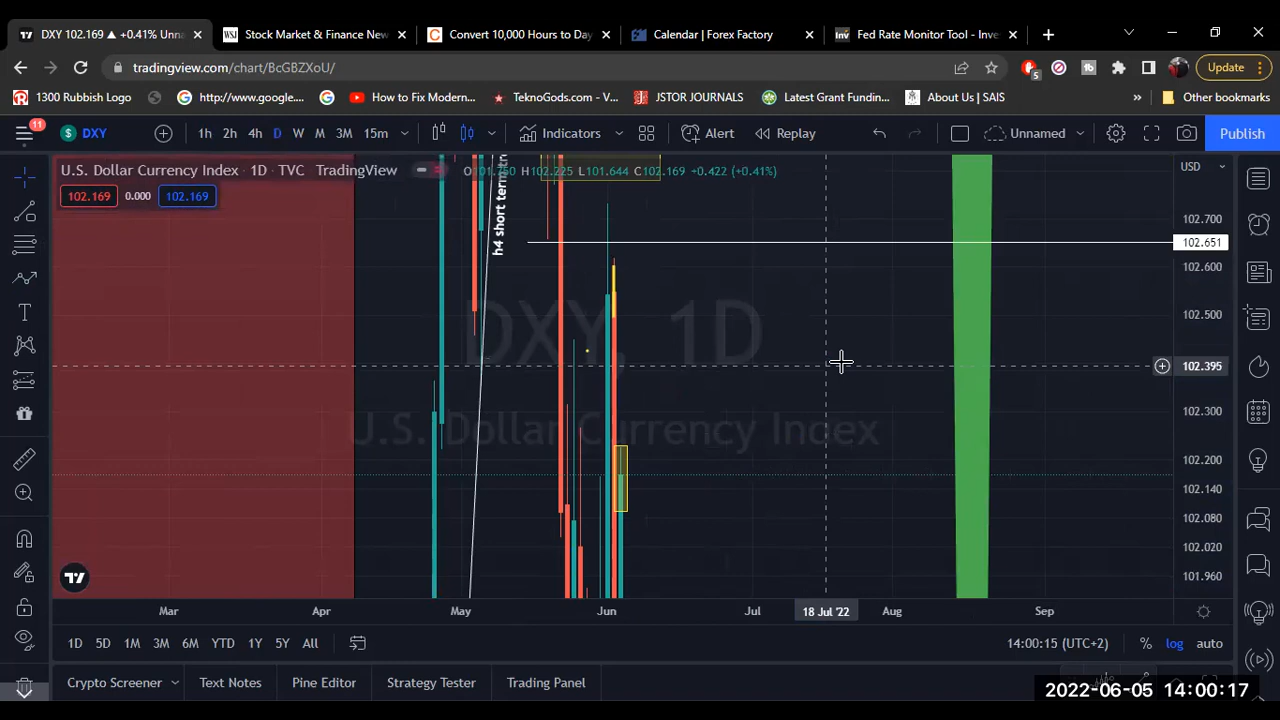 DXY 102.169 ▲ +0.41% Unna
Stock Market & Finance New
Convert 10,000 Hours to Day
Calendar | Forex Factory
Fed Rate Monitor Tool - Inve
tradingview.com/chart/BcGBZXoU/
5
Update
1300 Rubbish Logo
http://www.google....
How to Fix Modern...
TeknoGods.com - V...
JSTOR JOURNALS
Latest Grant Fundin...
About Us | SAIS
»
Other bookmarks
11
DXY
1h 2h 4h D W M 3M 15m
Indicators
Alert
Replay
Unnamed
Publish
U.S. Dollar Currency Index · 1D · TVC TradingView
O101.760 H102.225 L101.644 C102.169 +0.422 (+0.41%)
USD
102.169 0.000 102.169
h4 short term tr
102.700
102.651
102.600
102.500
102.395
102.300
102.200
102.140
102.080
102.020
101.960
DXY, 1D
U.S. Dollar Currency Index
Mar Apr May Jun Jul 18 Jul '22 Aug Sep
1D 5D 1M 3M 6M YTD 1Y 5Y All
14:00:15 (UTC+2) % log auto
Crypto Screener Text Notes Pine Editor Strategy Tester Trading Panel
2022-06-05 14:00:17